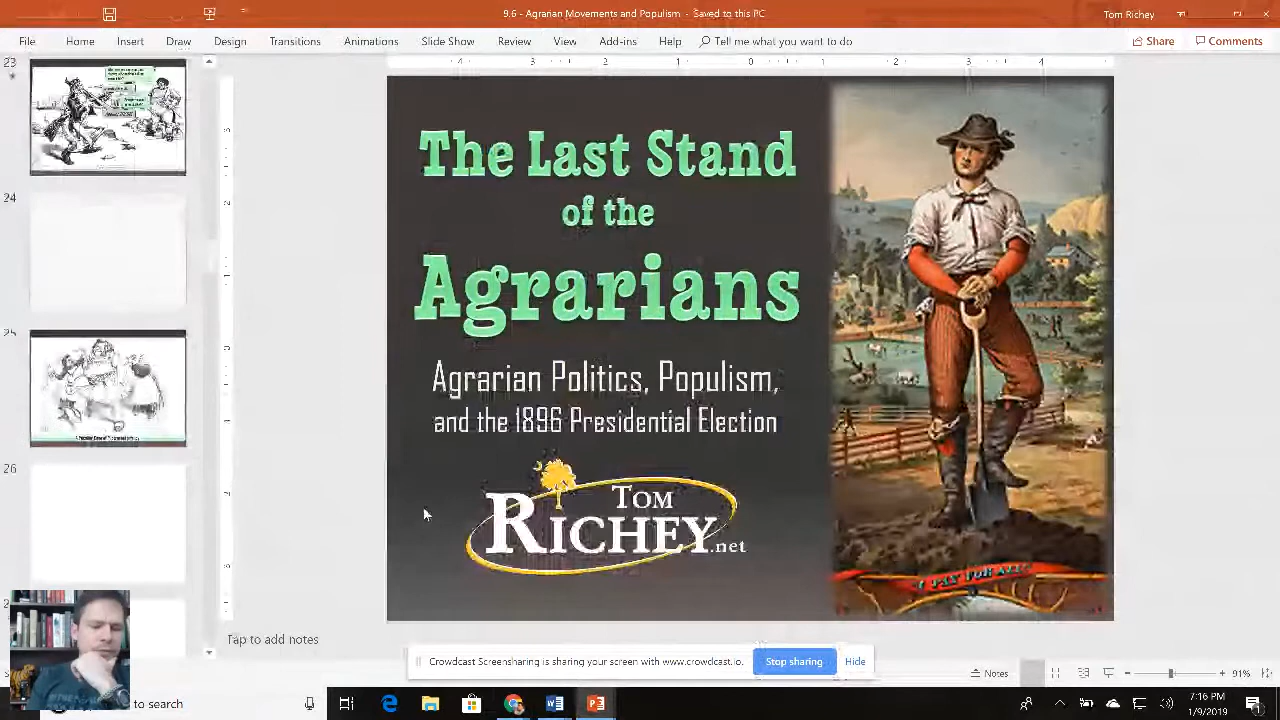 9.6 - Agrarian Movements and Populism - Saved to this PC
Tom Richey
File Home Insert Draw Design Transitions Animations Slide Show Review View Add-ins Help Tell me what you want to do
Share Comments
23
24
25
26
The Last Stand
of the
Agrarians
Agrarian Politics, Populism,
and the 1896 Presidential Election
TOM
RICHEY.net
"I PAY FOR ALL"
Tap to add notes
Crowdcast Screensharing is sharing your screen with www.crowdcast.io.
Stop sharing
Hide
Notes
91%
to search
7:16 PM
1/9/2019